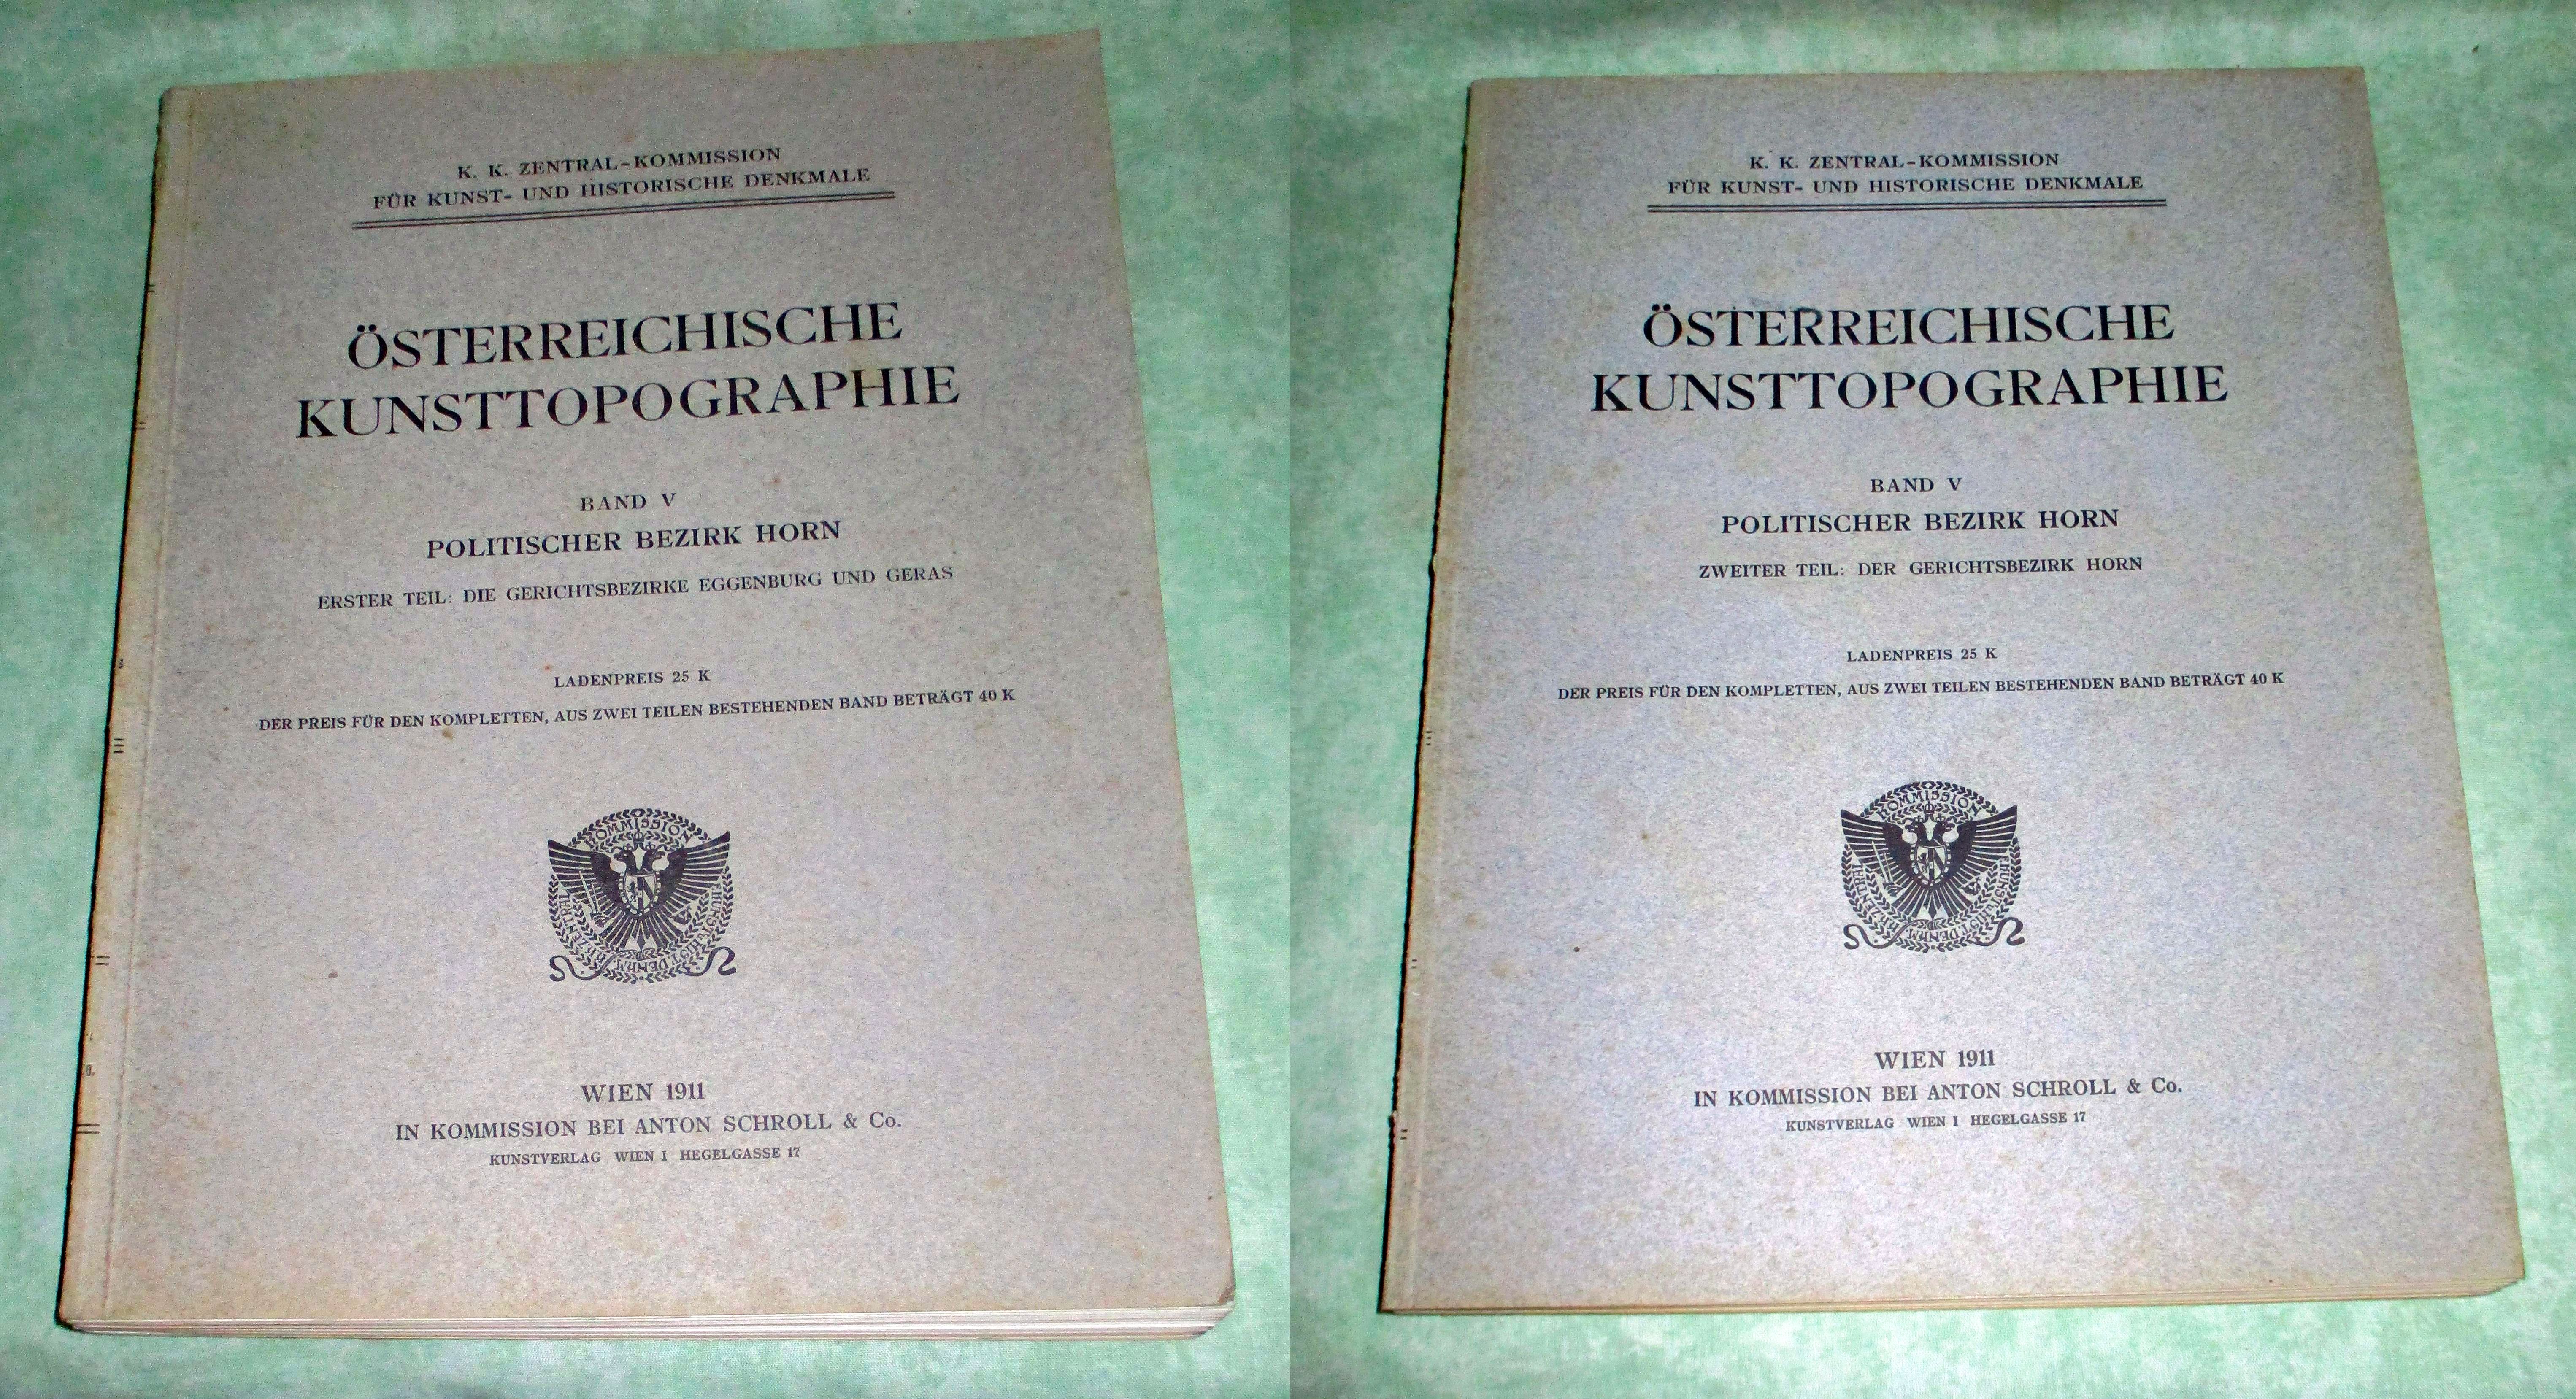 K. K. ZENTRAL-KOMMISSION
FÜR KUNST- UND HISTORISCHE DENKMALE
ÖSTERREICHISCHE
KUNSTTOPOGRAPHIE
BAND V
POLITISCHER BEZIRK HORN
ERSTER TEIL: DIE GERICHTSBEZIRKE EGGENBURG UND GERAS
LADENPREIS 25 K
DER PREIS FÜR DEN KOMPLETTEN, AUS ZWEI TEILEN BESTEHENDEN BAND BETRÄGT 40 K
KOMMISSION
WIEN 1911
IN KOMMISSION BEI ANTON SCHROLL & Co.
KUNSTVERLAG WIEN I HEGELGASSE 17
K. K. ZENTRAL-KOMMISSION
FÜR KUNST- UND HISTORISCHE DENKMALE
ÖSTERREICHISCHE
KUNSTTOPOGRAPHIE
BAND V
POLITISCHER BEZIRK HORN
ZWEITER TEIL: DER GERICHTSBEZIRK HORN
LADENPREIS 25 K
DER PREIS FÜR DEN KOMPLETTEN, AUS ZWEI TEILEN BESTEHENDEN BAND BETRÄGT 40 K
KOMMISSION
WIEN 1911
IN KOMMISSION BEI ANTON SCHROLL & Co.
KUNSTVERLAG WIEN I HEGELGASSE 17